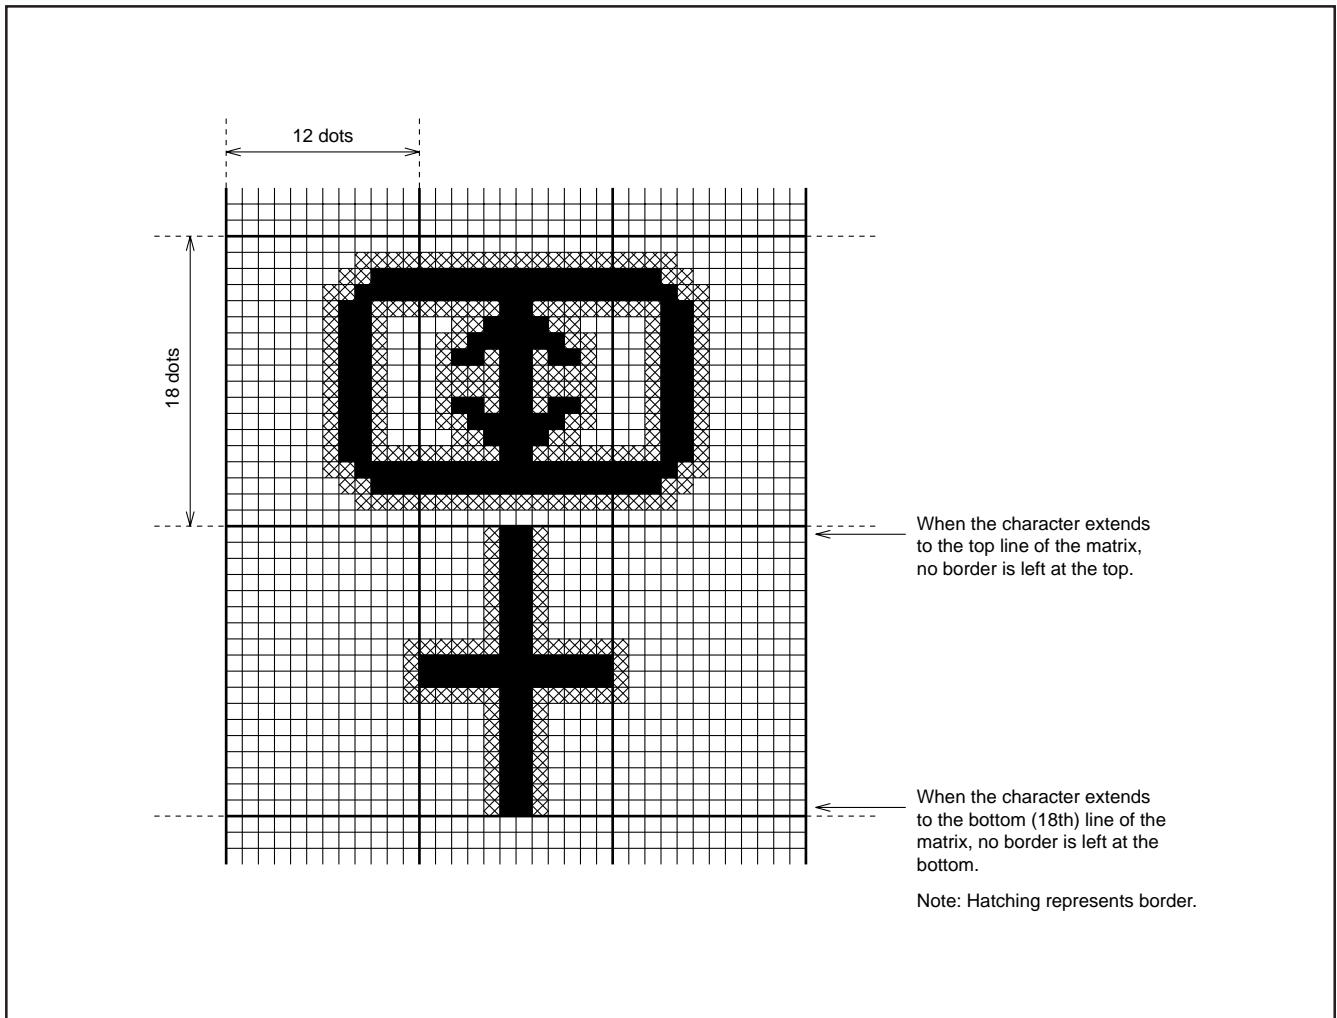 12 dots
18 dots
When the character extends
to the top line of the matrix,
no border is left at the top.
When the character extends
to the bottom (18th) line of the
matrix, no border is left at the
bottom.
Note: Hatching represents border.